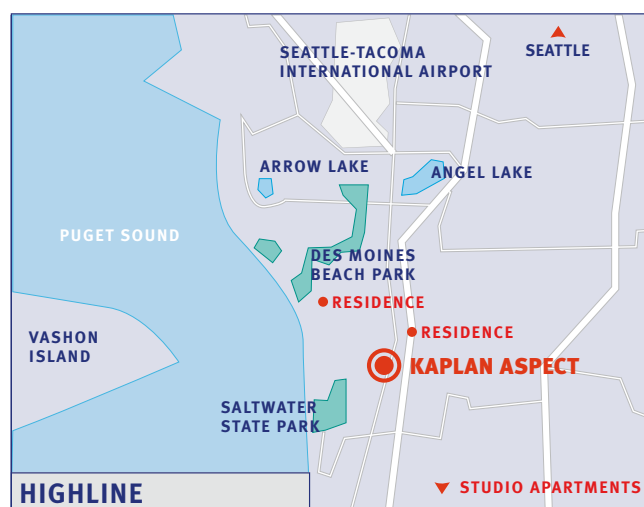 SEATTLE-TACOMA
INTERNATIONAL AIRPORT
SEATTLE
ARROW LAKE
ANGEL LAKE
PUGET SOUND
DES MOINES
BEACH PARK
RESIDENCE
RESIDENCE
VASHON
ISLAND
KAPLAN ASPECT
SALTWATER
STATE PARK
HIGHLINE
STUDIO APARTMENTS